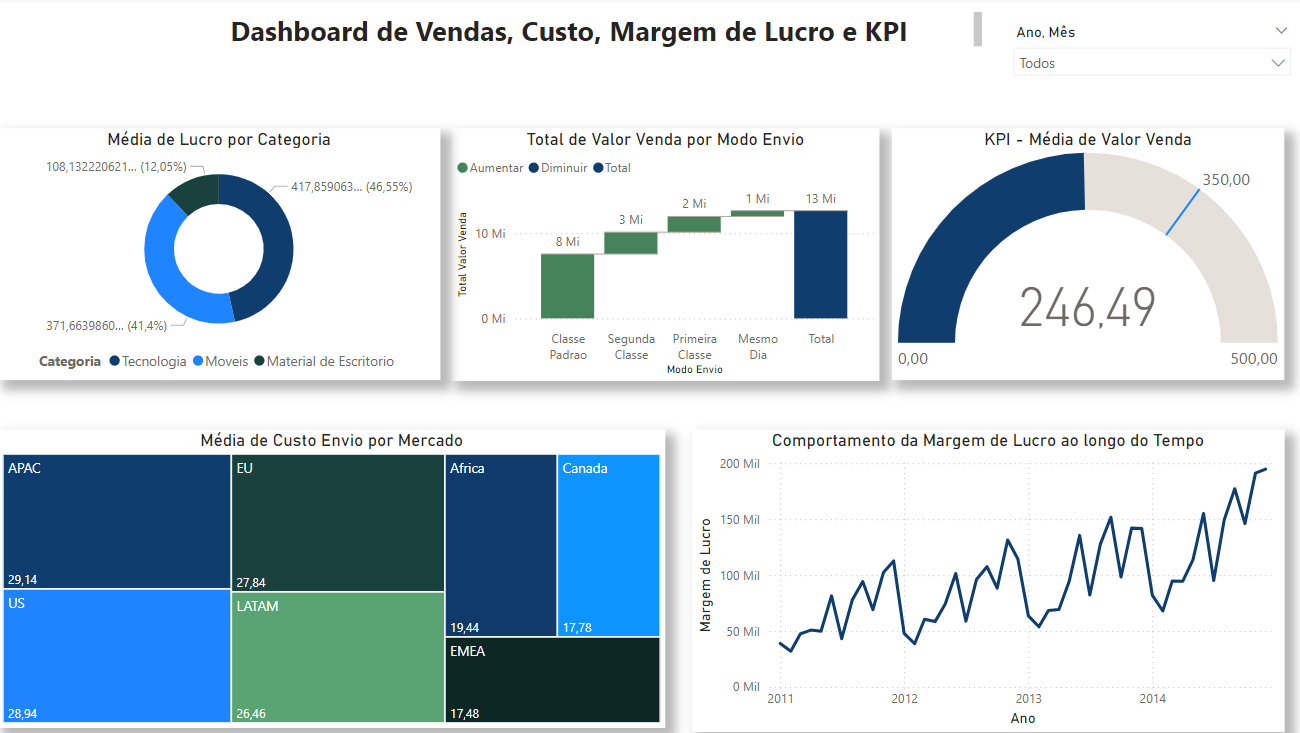 Dashboard de Vendas, Custo, Margem de Lucro e KPI
Ano, Mês
Todos
Média de Lucro por Categoria
108,132220621... (12,05%)
417,859063... (46,55%)
371,6639860... (41,4%)
Categoria Tecnologia Moveis Material de Escritorio
Total de Valor Venda por Modo Envio
Aumentar Diminuir Total
Total Valor Venda
10 Mi
0 Mi
8 Mi
3 Mi
2 Mi
1 Mi
13 Mi
Classe
Padrao
Segunda
Classe
Primeira
Classe
Mesmo
Dia
Total
Modo Envio
KPI - Média de Valor Venda
350,00
246,49
0,00
500,00
Média de Custo Envio por Mercado
APAC
29,14
US
28,94
EU
27,84
LATAM
26,46
Africa
19,44
Canada
17,78
EMEA
17,48
Comportamento da Margem de Lucro ao longo do Tempo
Margem de Lucro
200 Mil
150 Mil
100 Mil
50 Mil
0 Mil
2011
2012
2013
2014
Ano